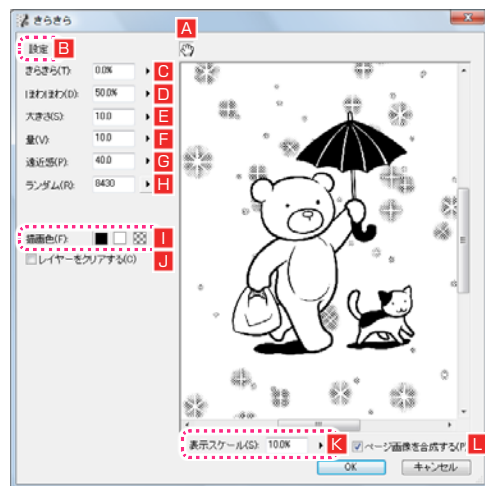 きらきら
A
設定 B
きらきら(T): 0.0% C
ほわほわ(D): 50.0% D
大きさ(S): 10.0 E
量(V): 10.0 F
遠近感(P): 40.0 G
ランダム(R): 8430 H
描画色(F): I
レイヤーをクリアする(C) J
表示スケール(S): 10.0% K ページ画像を合成する(P) L
OK キャンセル